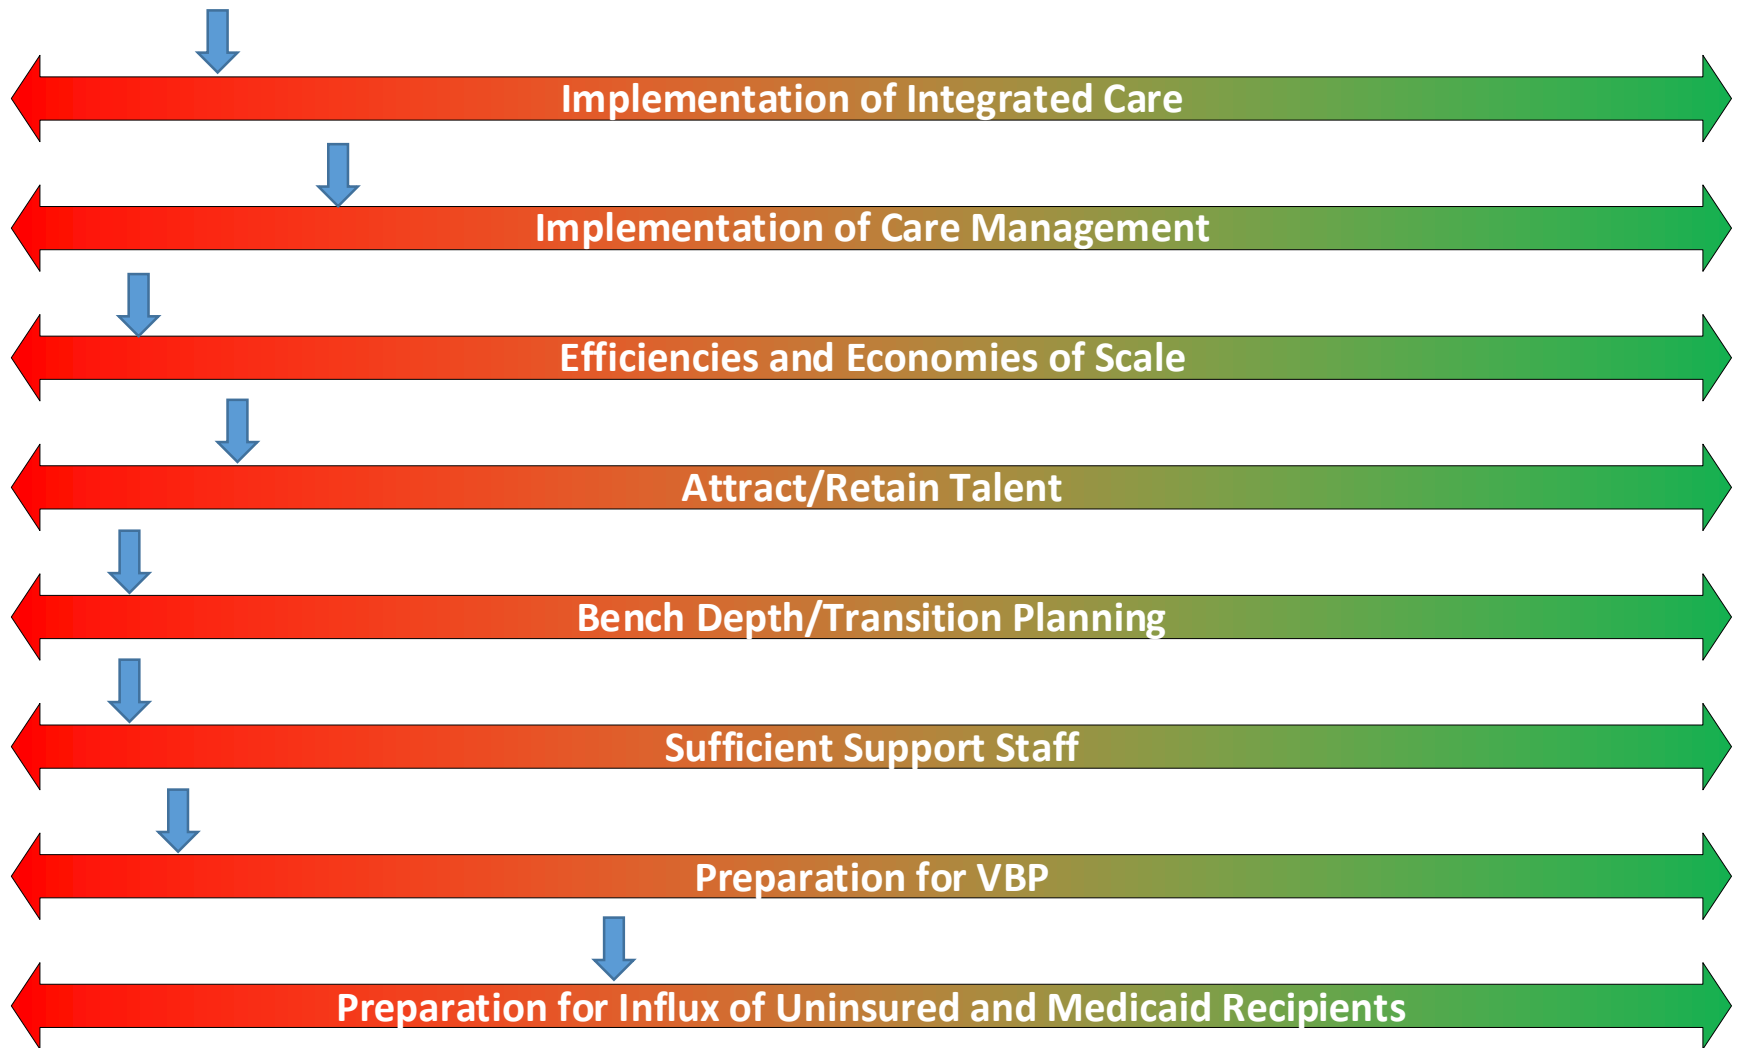 Implementation of Integrated Care
Implementation of Care Management
Efficiencies and Economies of Scale
Attract/Retain Talent
Bench Depth/Transition Planning
Sufficient Support Staff
Preparation for VBP
Preparation for Influx of Uninsured and Medicaid Recipients